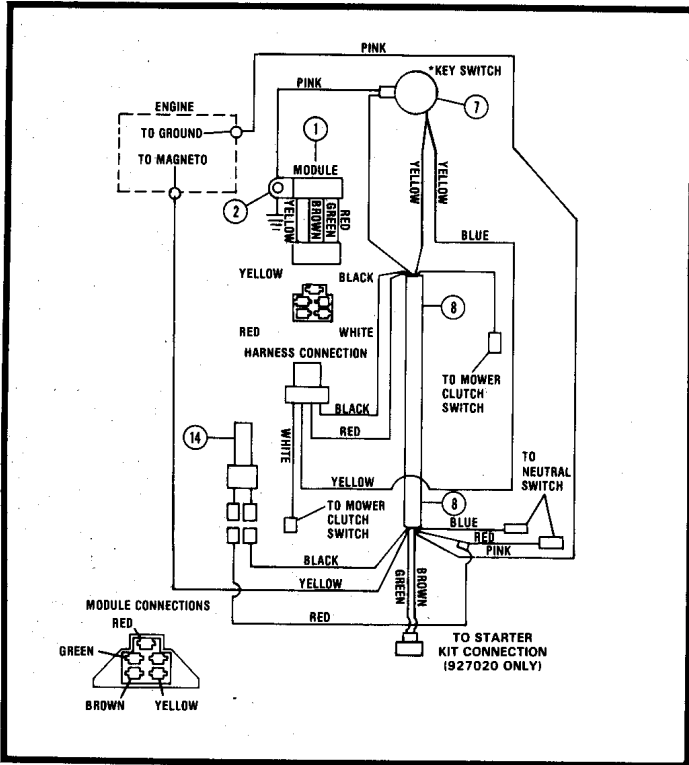 PINK
*KEY SWITCH
PINK
7
ENGINE
TO GROUND
TO MAGNETO
1
MODULE
2
YELLOW
BROWN
GREEN
RED
YELLOW
YELLOW
BLUE
YELLOW
BLACK
8
RED
WHITE
HARNESS CONNECTION
TO MOWER
CLUTCH
SWITCH
BLACK
14
RED
WHITE
TO
NEUTRAL
SWITCH
YELLOW
TO MOWER
CLUTCH
SWITCH
8
BLUE
RED
PINK
BLACK
YELLOW
GREEN
BROWN
MODULE CONNECTIONS
RED
RED
GREEN
TO STARTER
KIT CONNECTION
(927020 ONLY)
BROWN
YELLOW